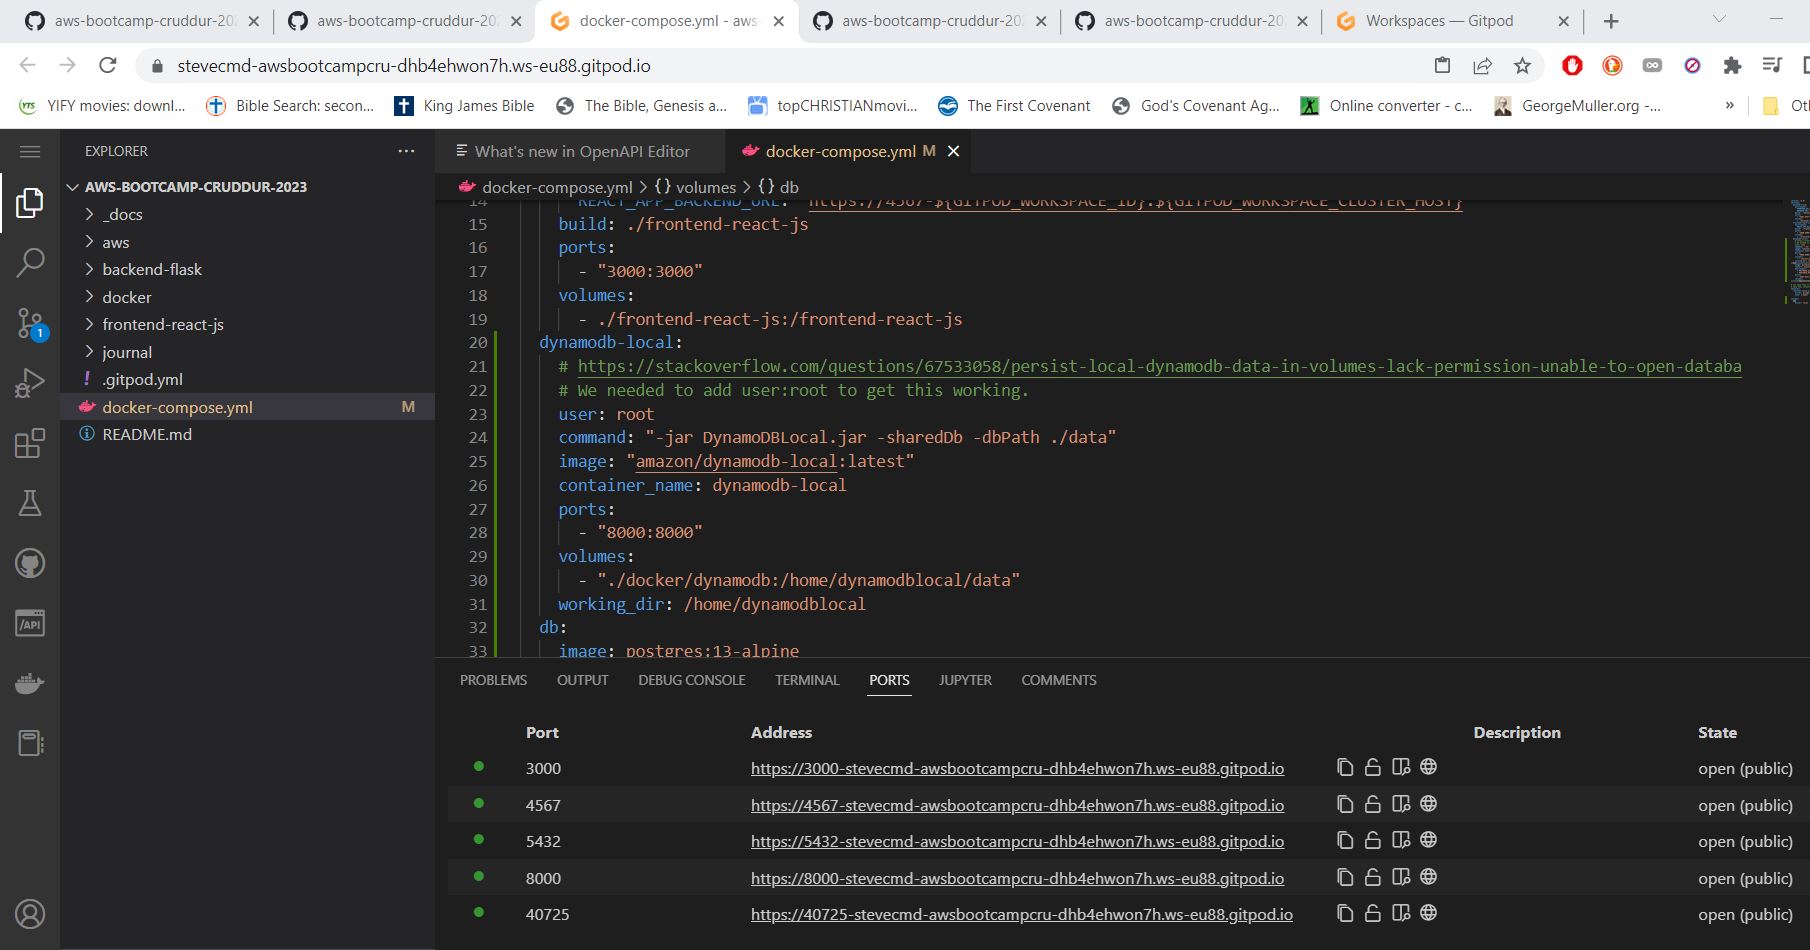 aws-bootcamp-cruddur-202
aws-bootcamp-cruddur-202
docker-compose.yml - aws-
aws-bootcamp-cruddur-202
aws-bootcamp-cruddur-202
Workspaces — Gitpod
stevecmd-awsbootcampcru-dhb4ehwon7h.ws-eu88.gitpod.io
YTS
YIFY movies: downl...
Bible Search: secon...
King James Bible
The Bible, Genesis a...
topCHRISTIANmovi...
The First Covenant
God's Covenant Ag...
Online converter - c...
GeorgeMuller.org -...
»
Otl
EXPLORER
···
What's new in OpenAPI Editor
docker-compose.yml M
AWS-BOOTCAMP-CRUDDUR-2023
_docs
aws
backend-flask
docker
frontend-react-js
journal
! .gitpod.yml
docker-compose.yml M
README.md
1
/API
docker-compose.yml > {} volumes > {} db
14 REACT_APP_BACKEND_URL: "https://4567-${GITPOD_WORKSPACE_ID}.${GITPOD_WORKSPACE_CLUSTER_HOST}
15 build: ./frontend-react-js
16 ports:
17 - "3000:3000"
18 volumes:
19 - ./frontend-react-js:/frontend-react-js
20 dynamodb-local:
21 # https://stackoverflow.com/questions/67533058/persist-local-dynamodb-data-in-volumes-lack-permission-unable-to-open-databa
22 # We needed to add user:root to get this working.
23 user: root
24 command: "-jar DynamoDBLocal.jar -sharedDb -dbPath ./data"
25 image: "amazon/dynamodb-local:latest"
26 container_name: dynamodb-local
27 ports:
28 - "8000:8000"
29 volumes:
30 - "./docker/dynamodb:/home/dynamodblocal/data"
31 working_dir: /home/dynamodblocal
32 db:
33 image: postgres:13-alpine
PROBLEMS OUTPUT DEBUG CONSOLE TERMINAL PORTS JUPYTER COMMENTS
Port Address Description State
3000 https://3000-stevecmd-awsbootcampcru-dhb4ehwon7h.ws-eu88.gitpod.io open (public)
4567 https://4567-stevecmd-awsbootcampcru-dhb4ehwon7h.ws-eu88.gitpod.io open (public)
5432 https://5432-stevecmd-awsbootcampcru-dhb4ehwon7h.ws-eu88.gitpod.io open (public)
8000 https://8000-stevecmd-awsbootcampcru-dhb4ehwon7h.ws-eu88.gitpod.io open (public)
40725 https://40725-stevecmd-awsbootcampcru-dhb4ehwon7h.ws-eu88.gitpod.io open (public)